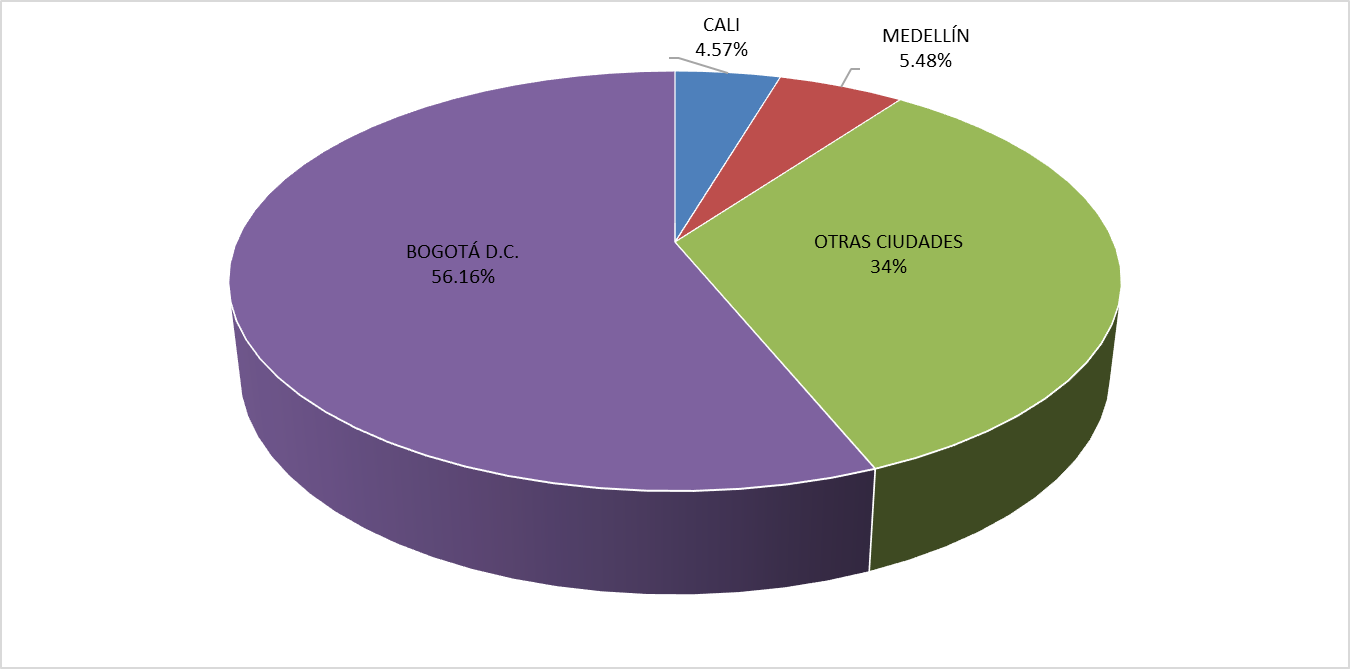 CALI
4.57%
MEDELLÍN
5.48%
OTRAS CIUDADES
34%
BOGOTÁ D.C.
56.16%